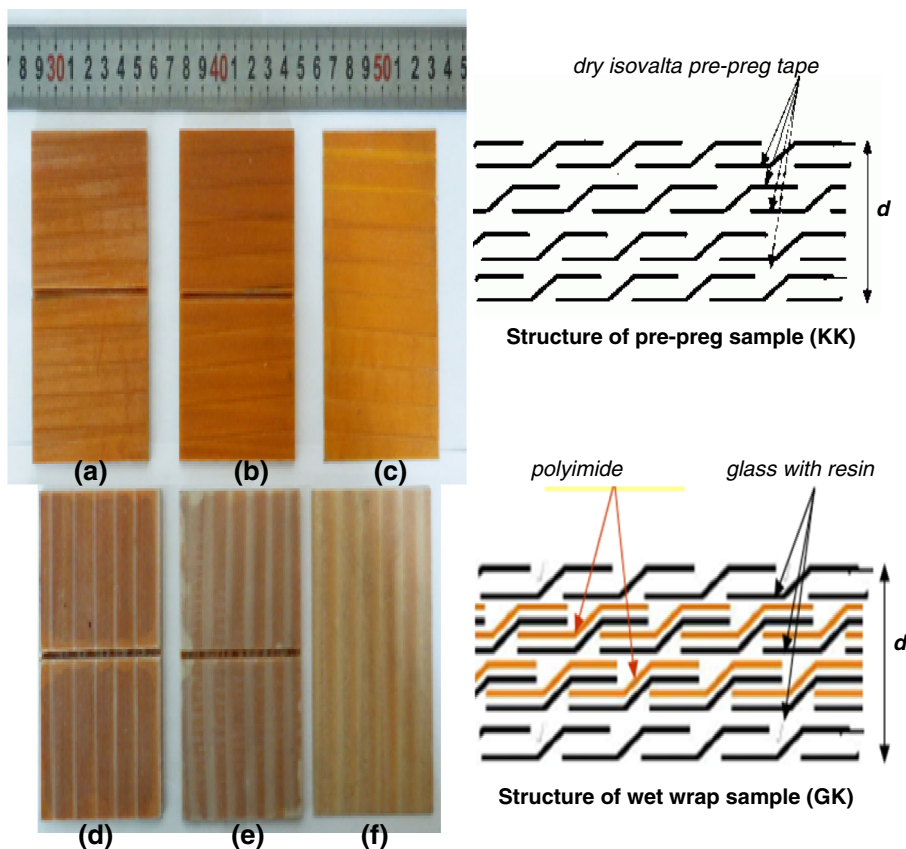 8 9 30 1 2 3 4 5 6 7 8 9 40 1 2 3 4 5 6 7 8 9 50 1 2 3 4 5
dry isovalta pre-preg tape
d
Structure of pre-preg sample (KK)
(a) (b) (c)
polyimide glass with resin
d
Structure of wet wrap sample (GK)
(d) (e) (f)